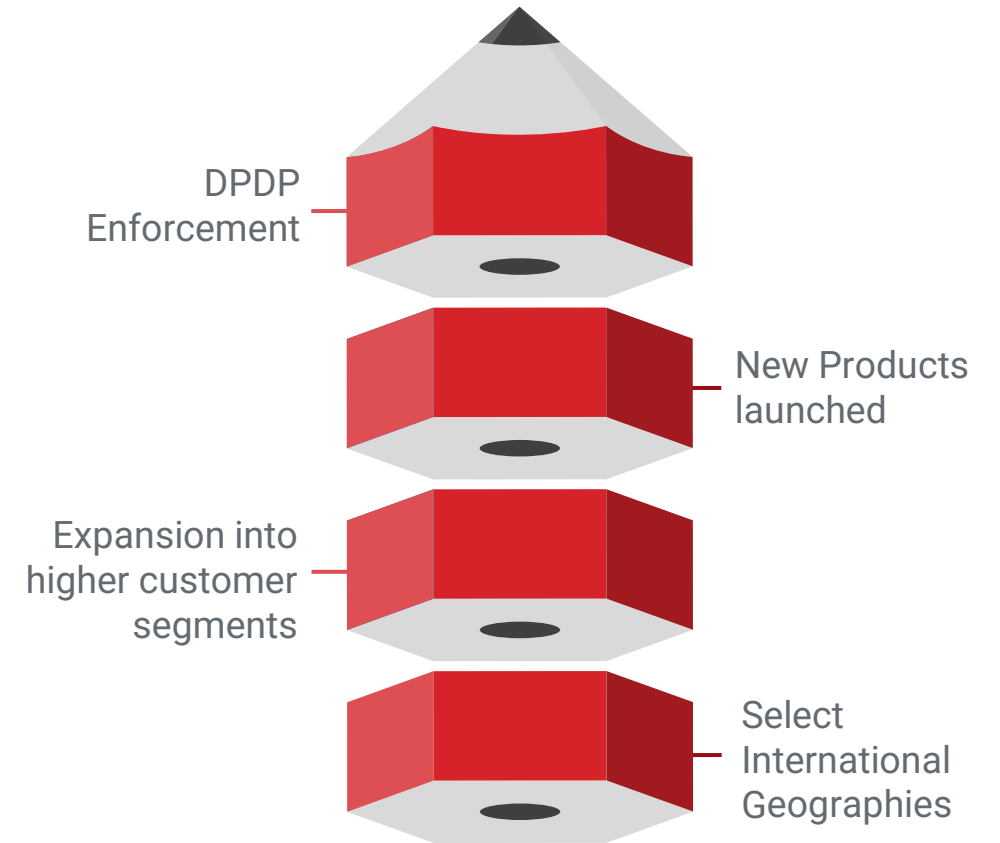 DPDP
Enforcement
New Products
launched
Expansion into
higher customer
segments
Select
International
Geographies